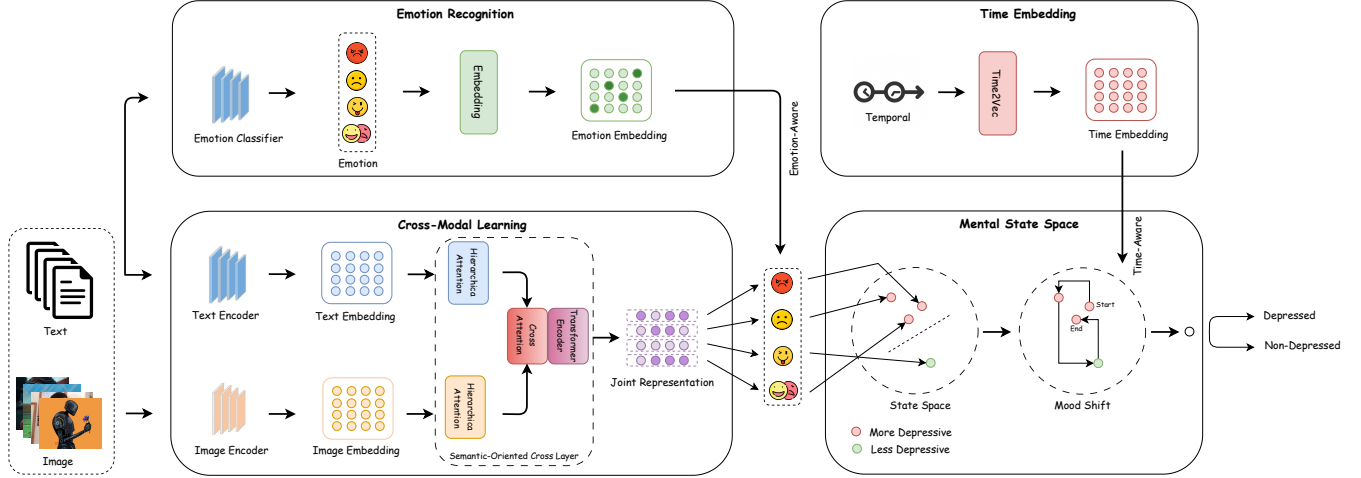 Emotion Recognition
Emotion Classifier
Emotion
Embedding
Emotion Embedding
Emotion-Aware
Time Embedding
Temporal
Time2Vec
Time Embedding
Time-Aware
Text
Image
Cross-Modal Learning
Text Encoder
Text Embedding
Hierarchica
Attention
Image Encoder
Image Embedding
Hierarchica
Attention
Cross
Attention
Transformer
Encoder
Semantic-Oriented Cross Layer
Joint Representation
Mental State Space
State Space
Start
End
Mood Shift
More Depressive
Less Depressive
Depressed
Non-Depressed